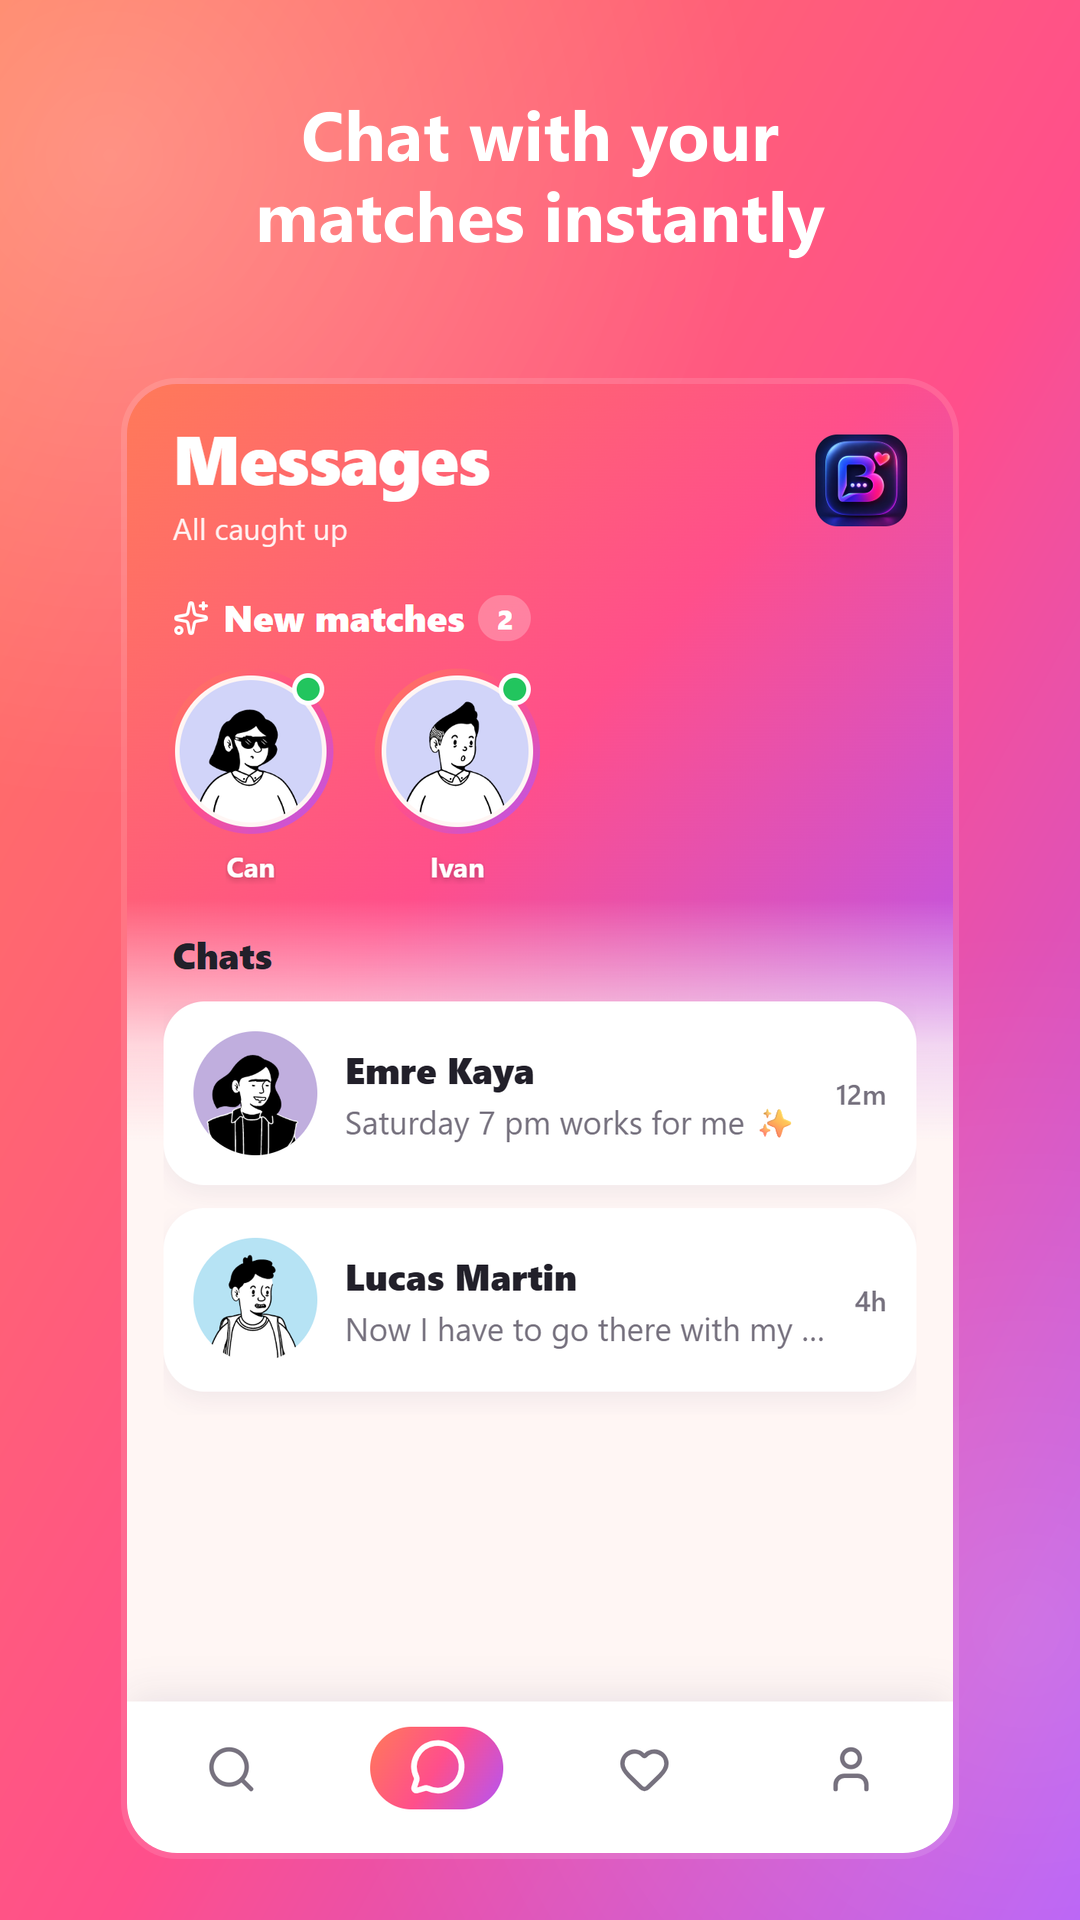 Chat with your
matches instantly
Messages
All caught up
New matches 2
Can Ivan
Chats
Emre Kaya
12m
Saturday 7 pm works for me ✨
Lucas Martin
4h
Now I have to go there with my ...